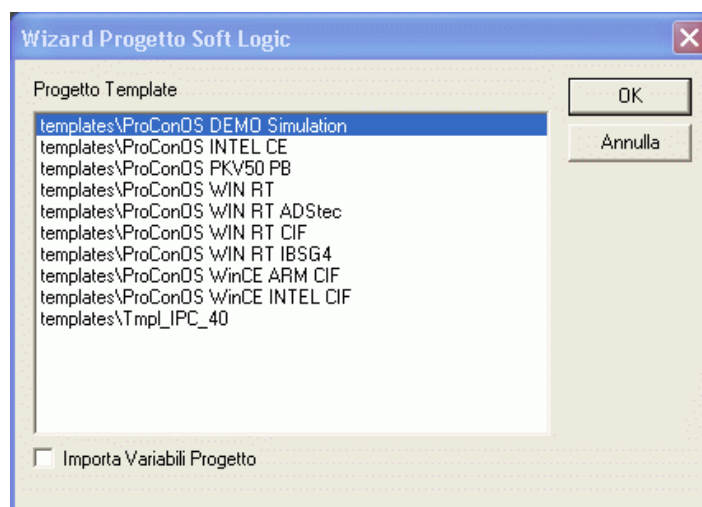 Wizard Progetto Soft Logic
Progetto Template
OK
Annulla
templates\ProConOS DEMO Simulation
templates\ProConOS INTEL CE
templates\ProConOS PKV50 PB
templates\ProConOS WIN RT
templates\ProConOS WIN RT ADStec
templates\ProConOS WIN RT CIF
templates\ProConOS WIN RT IBSG4
templates\ProConOS WinCE ARM CIF
templates\ProConOS WinCE INTEL CIF
templates\Tmpl_IPC_40
Importa Variabili Progetto